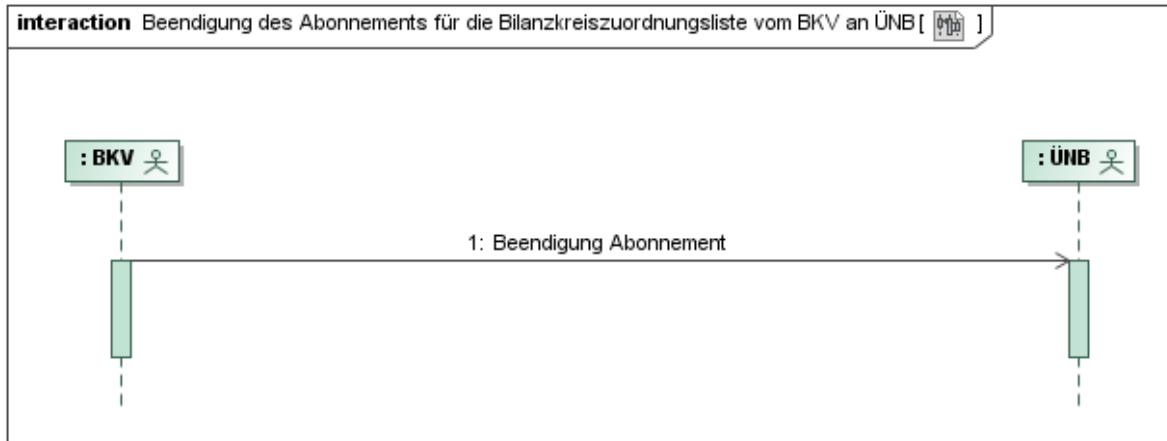 interaction Beendigung des Abonnements für die Bilanzkreiszuordnungsliste vom BKV an ÜNB [ ]
: BKV
: ÜNB
1: Beendigung Abonnement